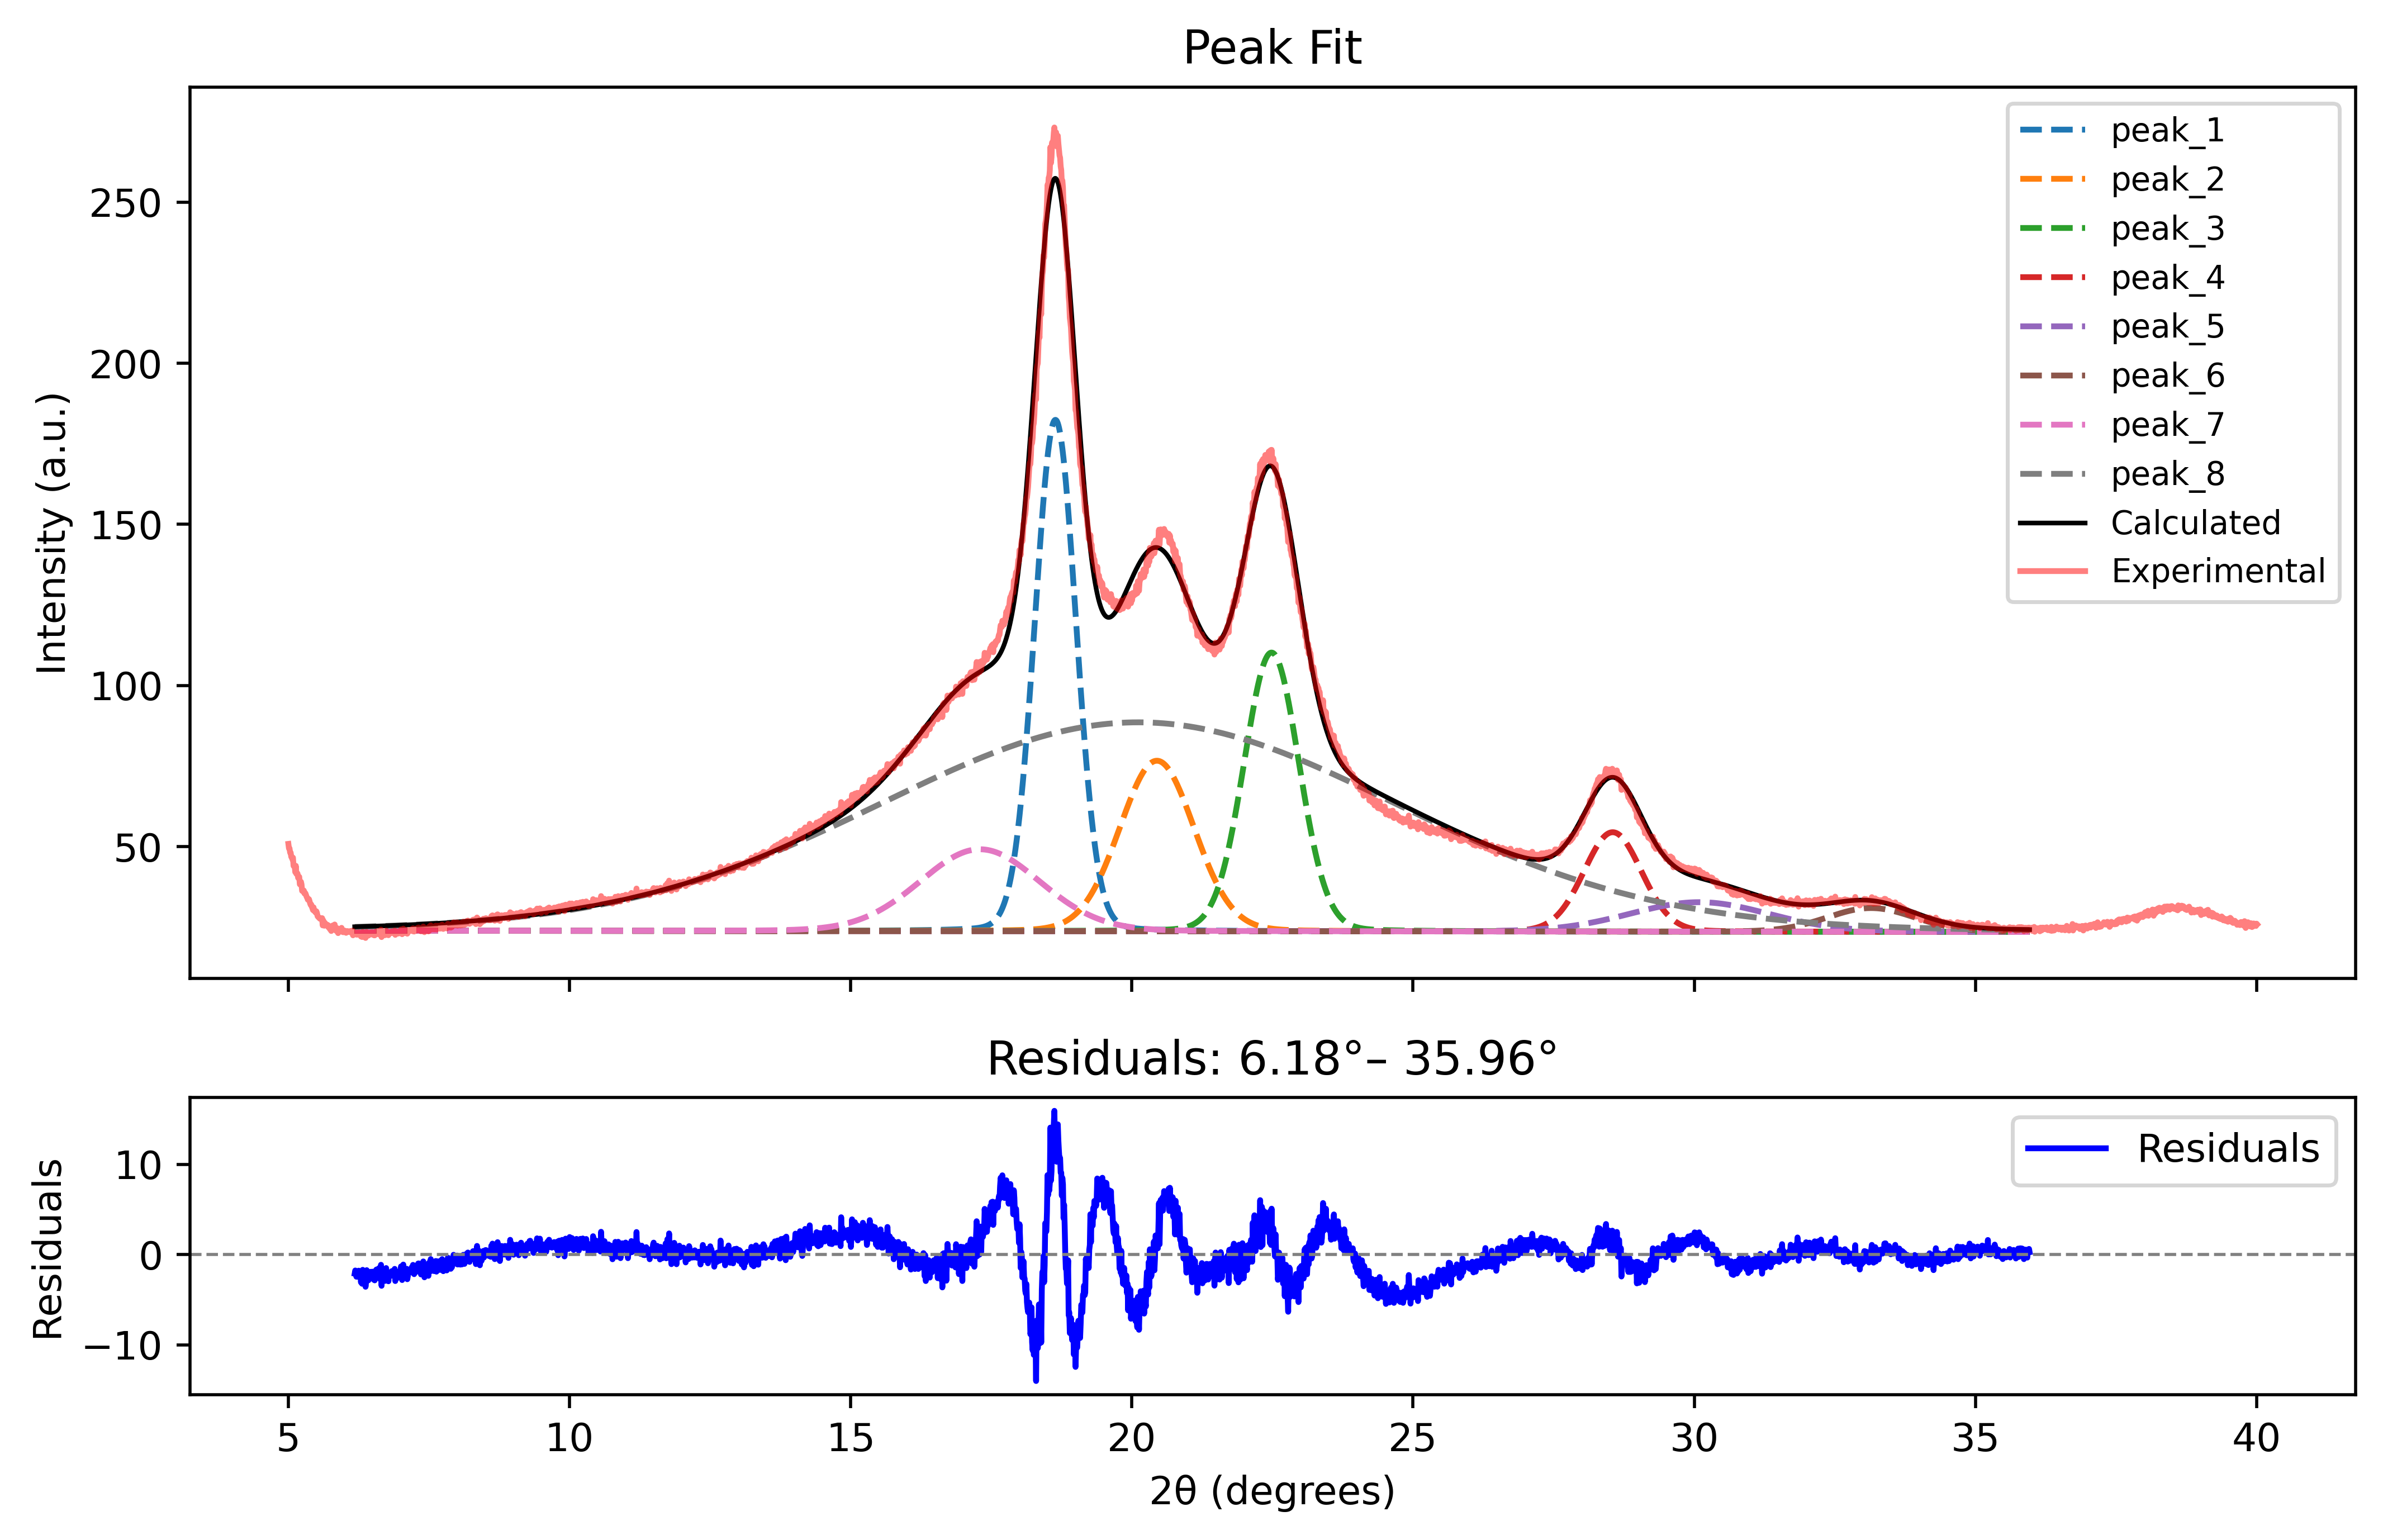 Peak Fit
Intensity (a.u.)
250
200
150
100
50
peak_1
peak_2
peak_3
peak_4
peak_5
peak_6
peak_7
peak_8
Calculated
Experimental
Residuals: 6.18°– 35.96°
Residuals
10
0
−10
Residuals
5 10 15 20 25 30 35 40
2θ (degrees)